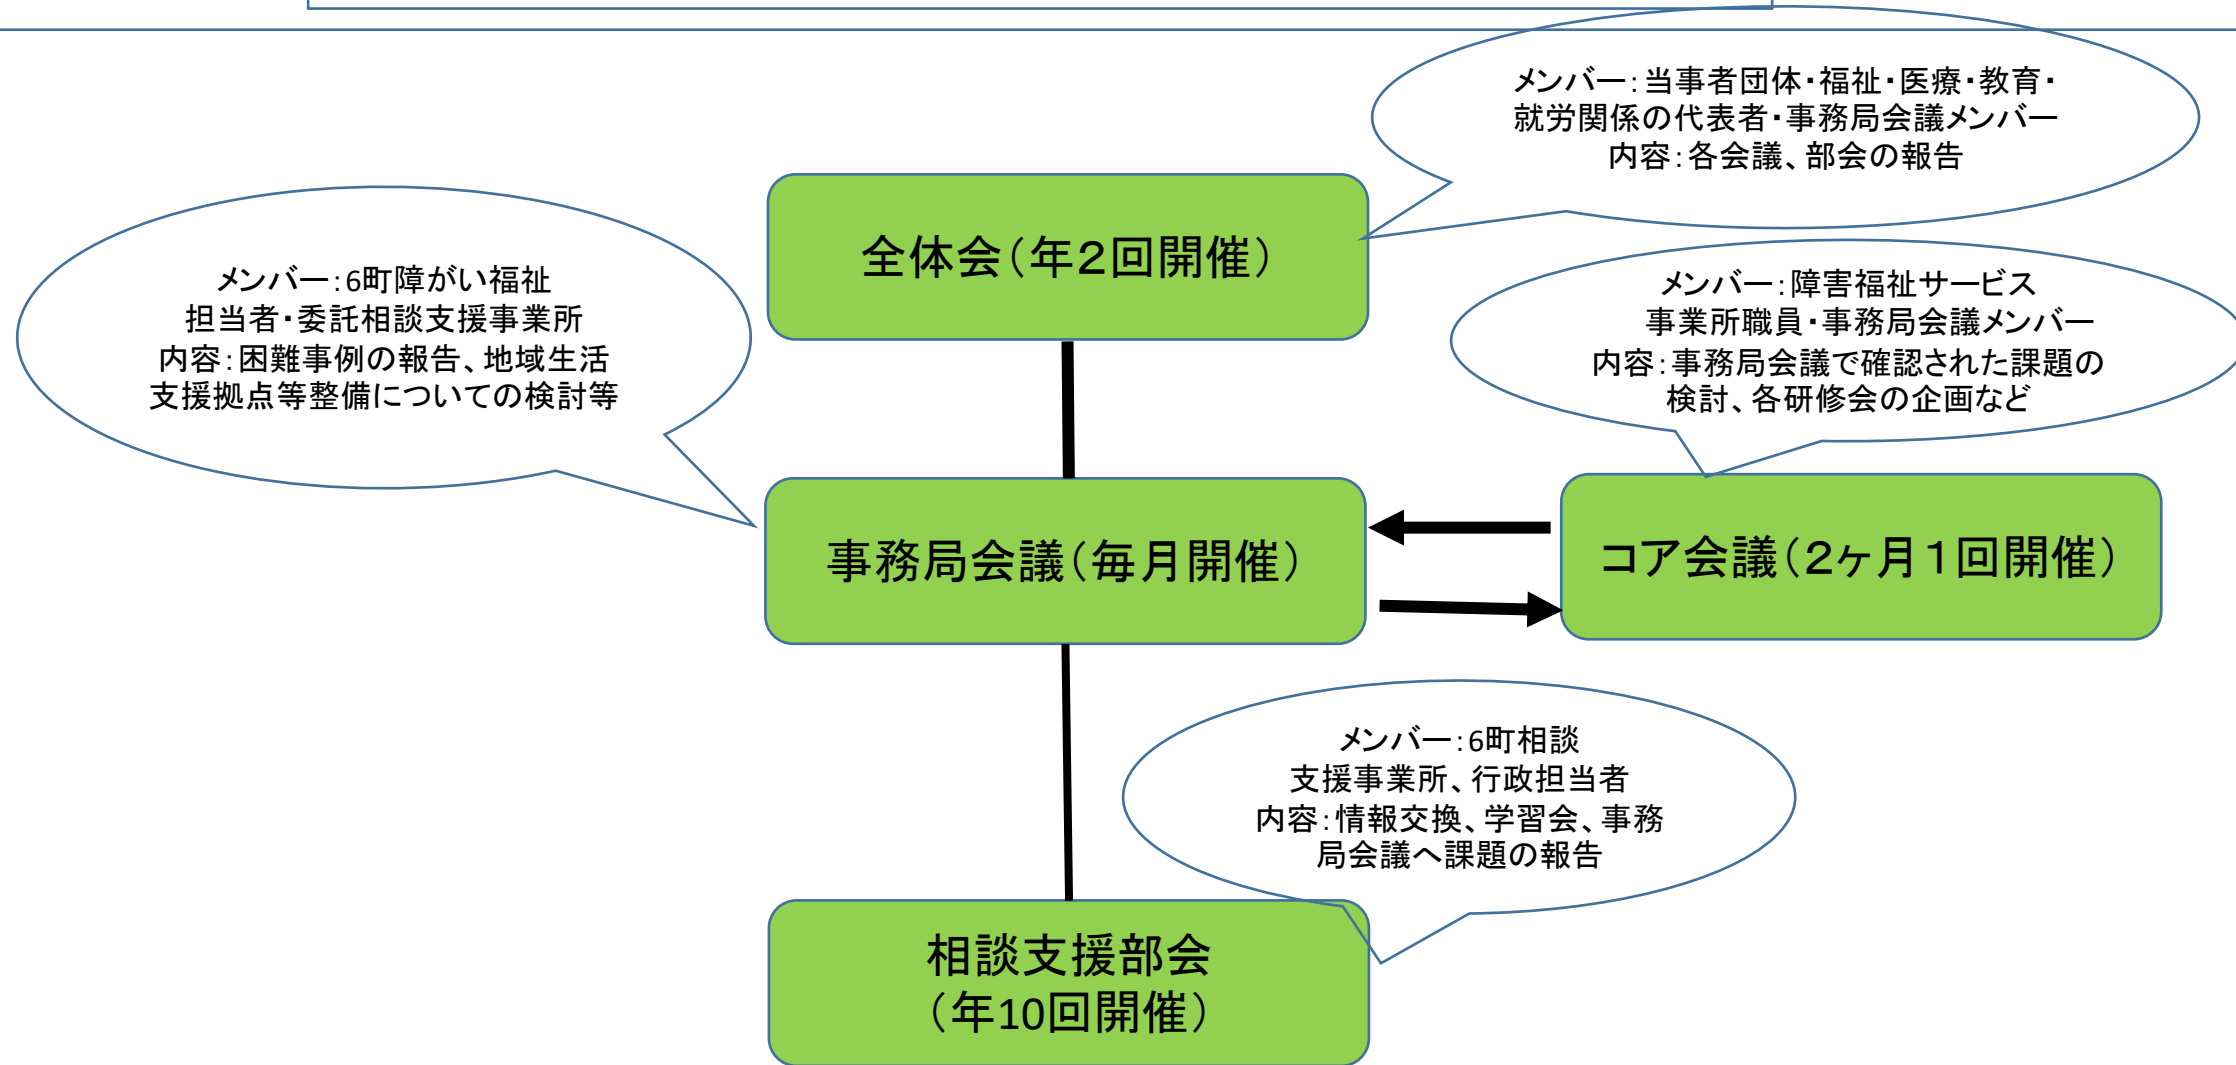 メンバー：当事者団体・福祉・医療・教育・
就労関係の代表者・事務局会議メンバー
内容：各会議、部会の報告
全体会（年２回開催）
メンバー：6町障がい福祉
担当者・委託相談支援事業所
内容：困難事例の報告、地域生活
支援拠点等整備についての検討等
メンバー：障害福祉サービス
事業所職員・事務局会議メンバー
内容：事務局会議で確認された課題の
検討、各研修会の企画など
事務局会議（毎月開催）
コア会議（２ヶ月１回開催）
メンバー：6町相談
支援事業所、行政担当者
内容：情報交換、学習会、事務
局会議へ課題の報告
相談支援部会
（年10回開催）